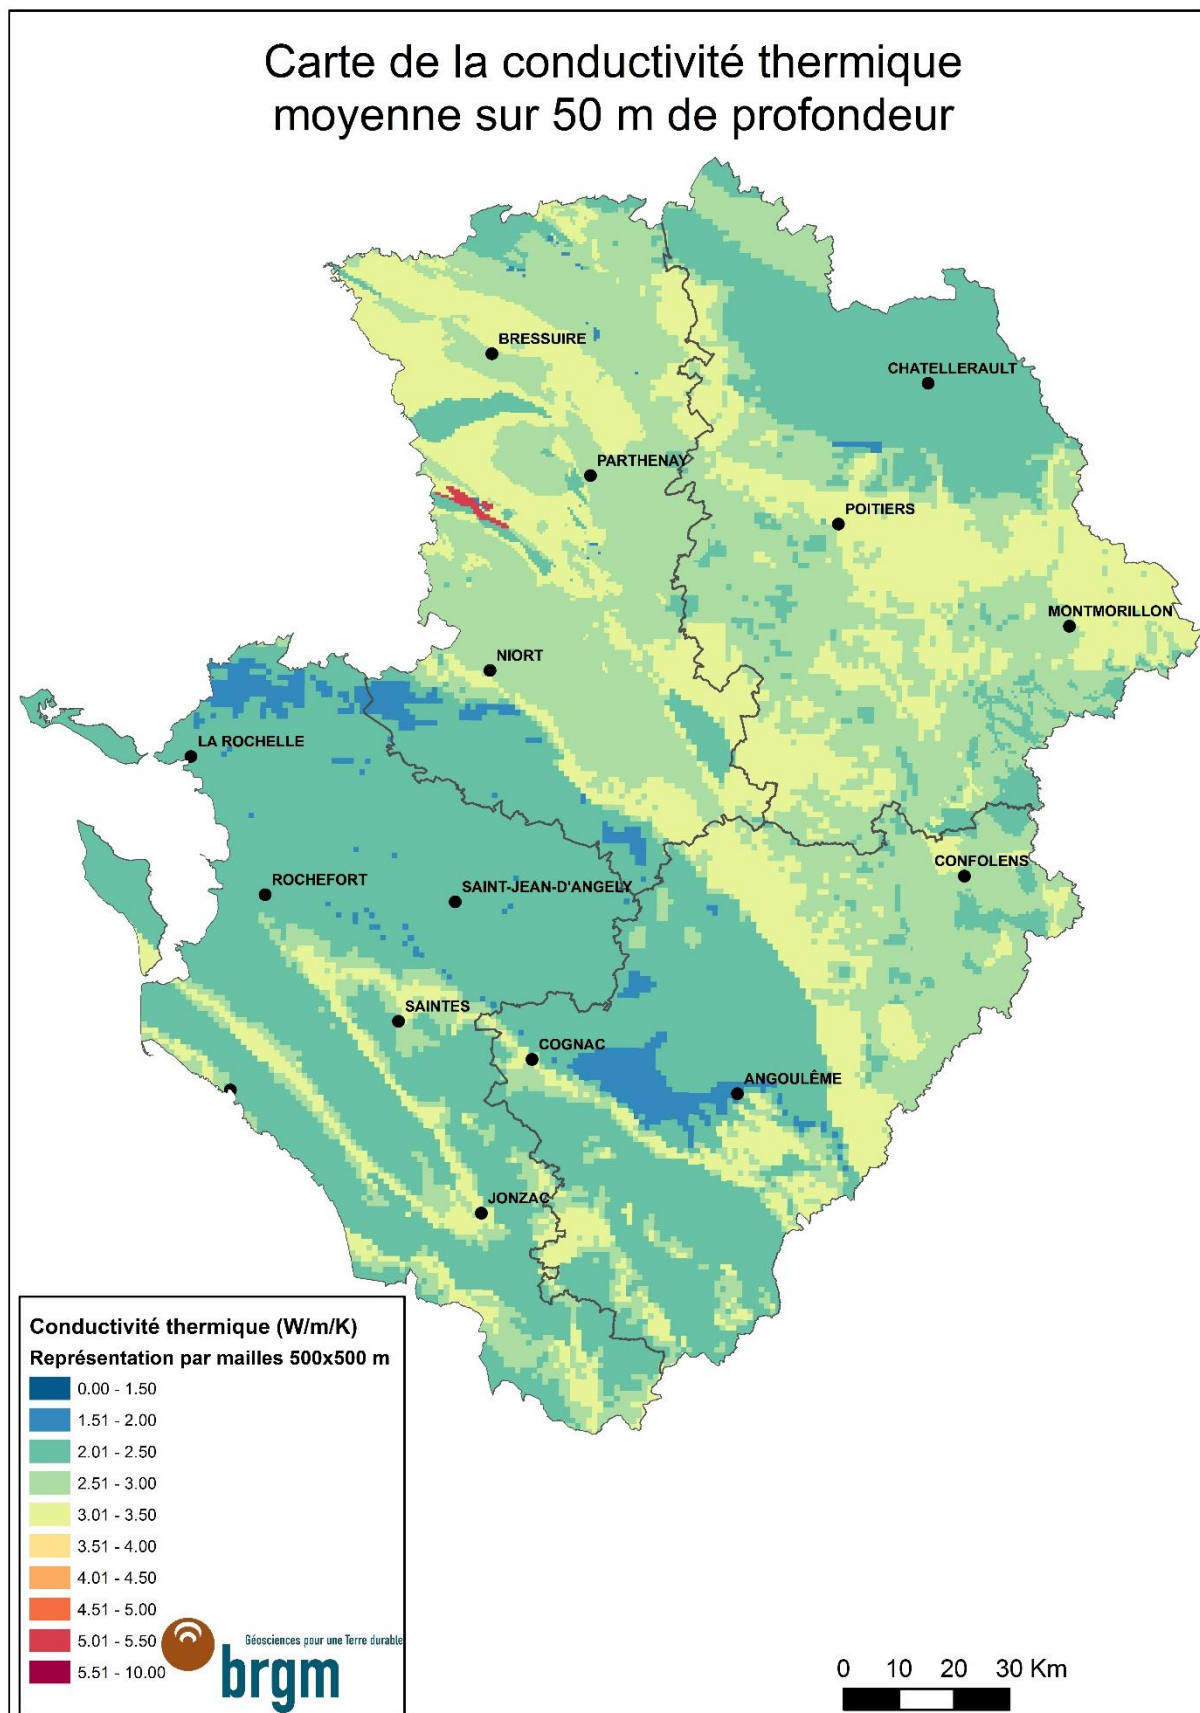 Carte de la conductivité thermique
moyenne sur 50 m de profondeur
BRESSUIRE
CHATELLERAULT
PARTHENAY
POITIERS
MONTMORILLON
NIORT
LA ROCHELLE
CONFOLENS
ROCHEFORT
SAINT-JEAN-D'ANGELY
SAINTES
COGNAC
ANGOULÊME
JONZAC
Conductivité thermique (W/m/K)
Représentation par mailles 500x500 m
0.00 - 1.50
1.51 - 2.00
2.01 - 2.50
2.51 - 3.00
3.01 - 3.50
3.51 - 4.00
4.01 - 4.50
4.51 - 5.00
5.01 - 5.50
5.51 - 10.00
Géosciences pour une Terre durable
brgm
0 10 20 30 Km